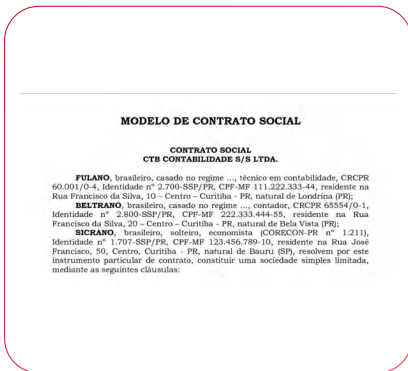 MODELO DE CONTRATO SOCIAL
CONTRATO SOCIAL
CTB CONTABILIDADE S/S LTDA.
FULANO, brasileiro, casado no regime ..., técnico em contabilidade, CRCPR
60.001/0-4, Identidade nº 2.700-SSP/PR, CPF-MF 111.222.333-44, residente na
Rua Francisco da Silva, 10 – Centro – Curitiba - PR, natural de Londrina (PR);
BELTRANO, brasileiro, casado no regime ..., contador, CRCPR 65554/0-1,
Identidade nº 2.800-SSP/PR, CPF-MF 222.333.444-55, residente na Rua
Francisco da Silva, 20 – Centro – Curitiba - PR, natural de Bela Vista (PR);
SICRANO, brasileiro, solteiro, economista (CORECON-PR nº 1.211),
Identidade nº 1.707-SSP/PR, CPF-MF 123.456.789-10, residente na Rua José
Francisco, 50, Centro, Curitiba - PR, natural de Bauru (SP), resolvem por este
instrumento particular de contrato, constituir uma sociedade simples limitada,
mediante as seguintes cláusulas: